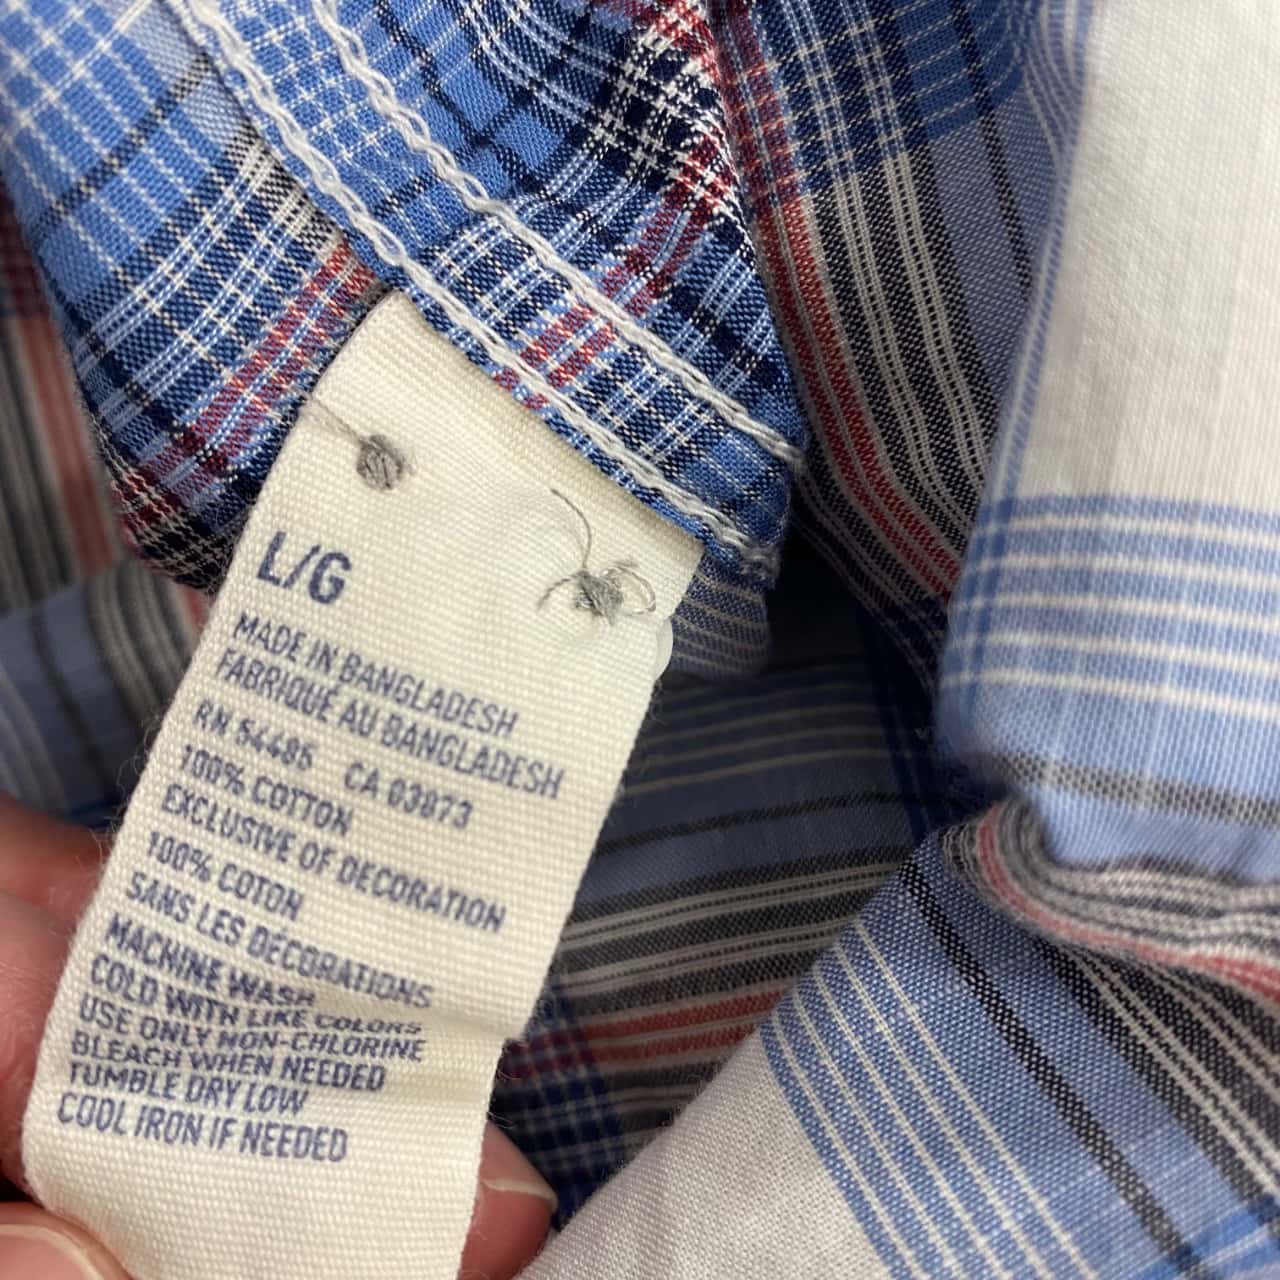 L/G
MADE IN BANGLADESH
FABRIQUÉ AU BANGLADESH
RN 54485 CA 03873
100% COTTON
EXCLUSIVE OF DECORATION
100% COTON
SANS LES DÉCORATIONS
MACHINE WASH
COLD WITH LIKE COLORS
USE ONLY NON-CHLORINE
BLEACH WHEN NEEDED
TUMBLE DRY LOW
COOL IRON IF NEEDED